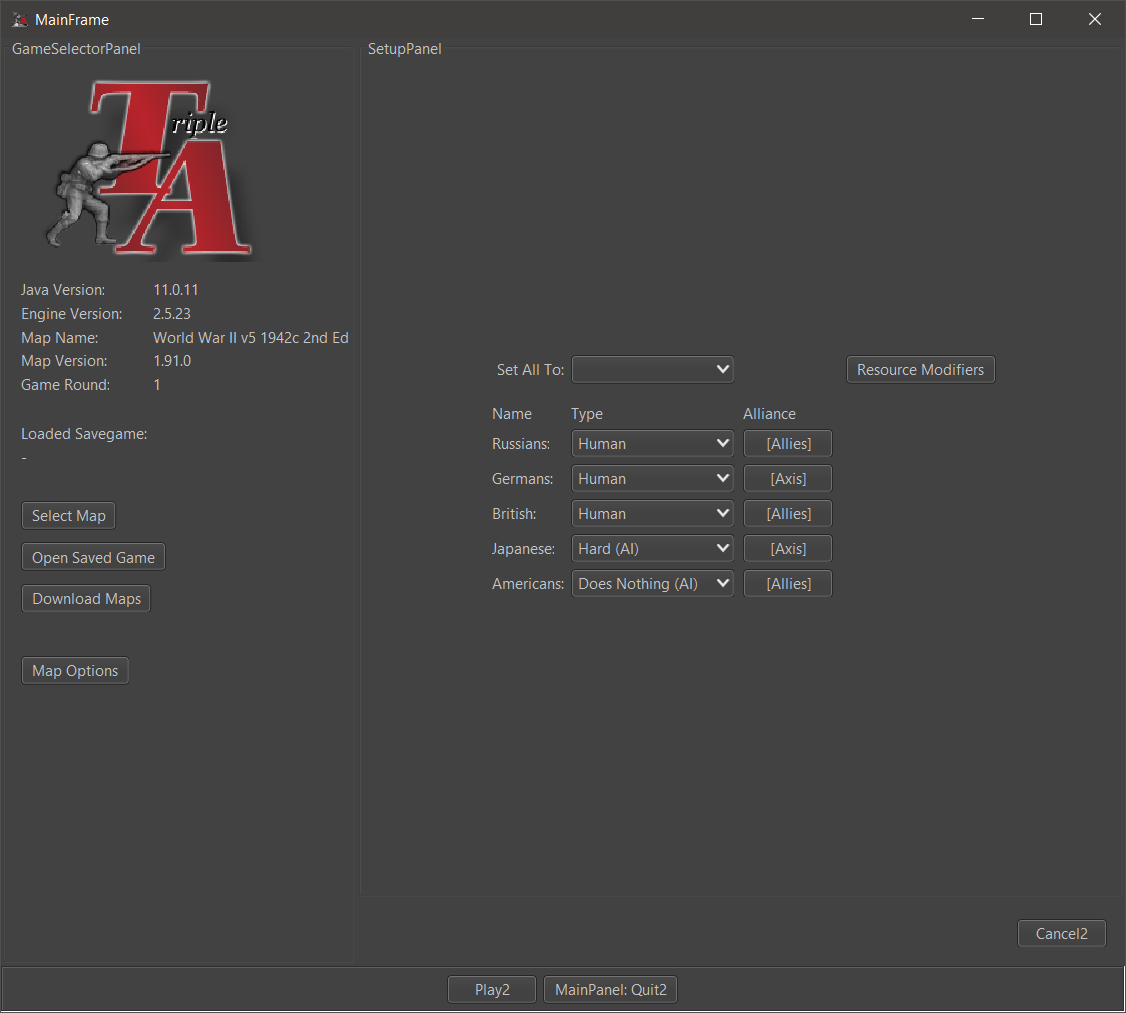 MainFrame
GameSelectorPanel
Triple
A
Java Version: 11.0.11
Engine Version: 2.5.23
Map Name: World War II v5 1942c 2nd Ed
Map Version: 1.91.0
Game Round: 1
Loaded Savegame:
-
Select Map
Open Saved Game
Download Maps
Map Options
SetupPanel
Set All To:
Resource Modifiers
Name Type Alliance
Russians: Human [Allies]
Germans: Human [Axis]
British: Human [Allies]
Japanese: Hard (AI) [Axis]
Americans: Does Nothing (AI) [Allies]
Cancel2
Play2 MainPanel: Quit2